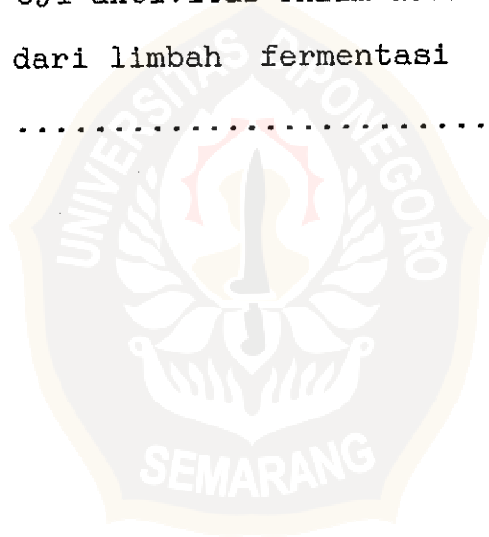 dari limbah fermentasi
...........................
UNIVERSITAS DIPONEGORO
SEMARANG